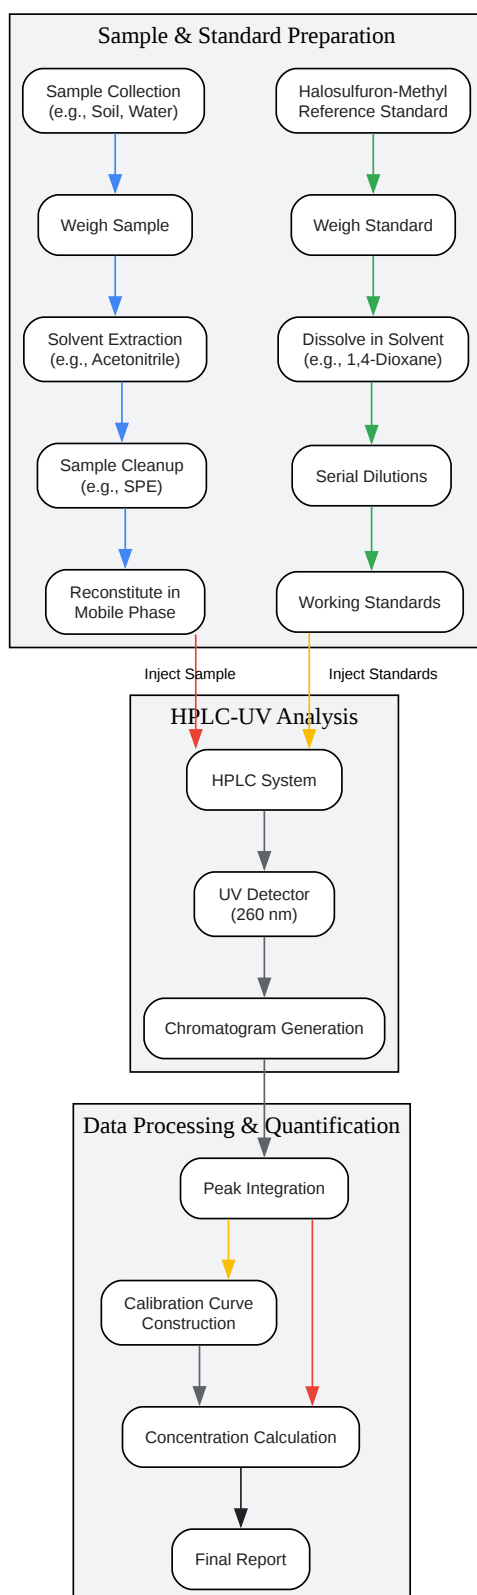 Sample & Standard Preparation
Sample Collection
(e.g., Soil, Water)
Halosulfuron-Methyl
Reference Standard
Weigh Sample
Weigh Standard
Solvent Extraction
(e.g., Acetonitrile)
Dissolve in Solvent
(e.g., 1,4-Dioxane)
Sample Cleanup
(e.g., SPE)
Serial Dilutions
Reconstitute in
Mobile Phase
Working Standards
Inject Sample
Inject Standards
HPLC-UV Analysis
HPLC System
UV Detector
(260 nm)
Chromatogram Generation
Data Processing & Quantification
Peak Integration
Calibration Curve
Construction
Concentration Calculation
Final Report